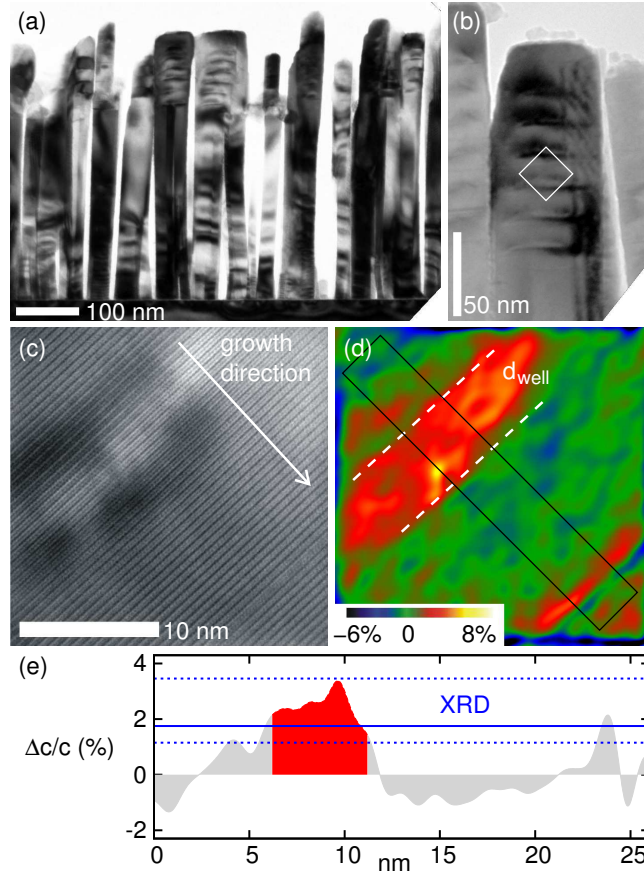 (a)
100 nm
(b)
50 nm
(c)
growth
direction
10 nm
(d)
d_well
−6% 0 8%
(e)
4
2
0
-2
Δc/c (%)
XRD
0 5 10 15 20 25
nm